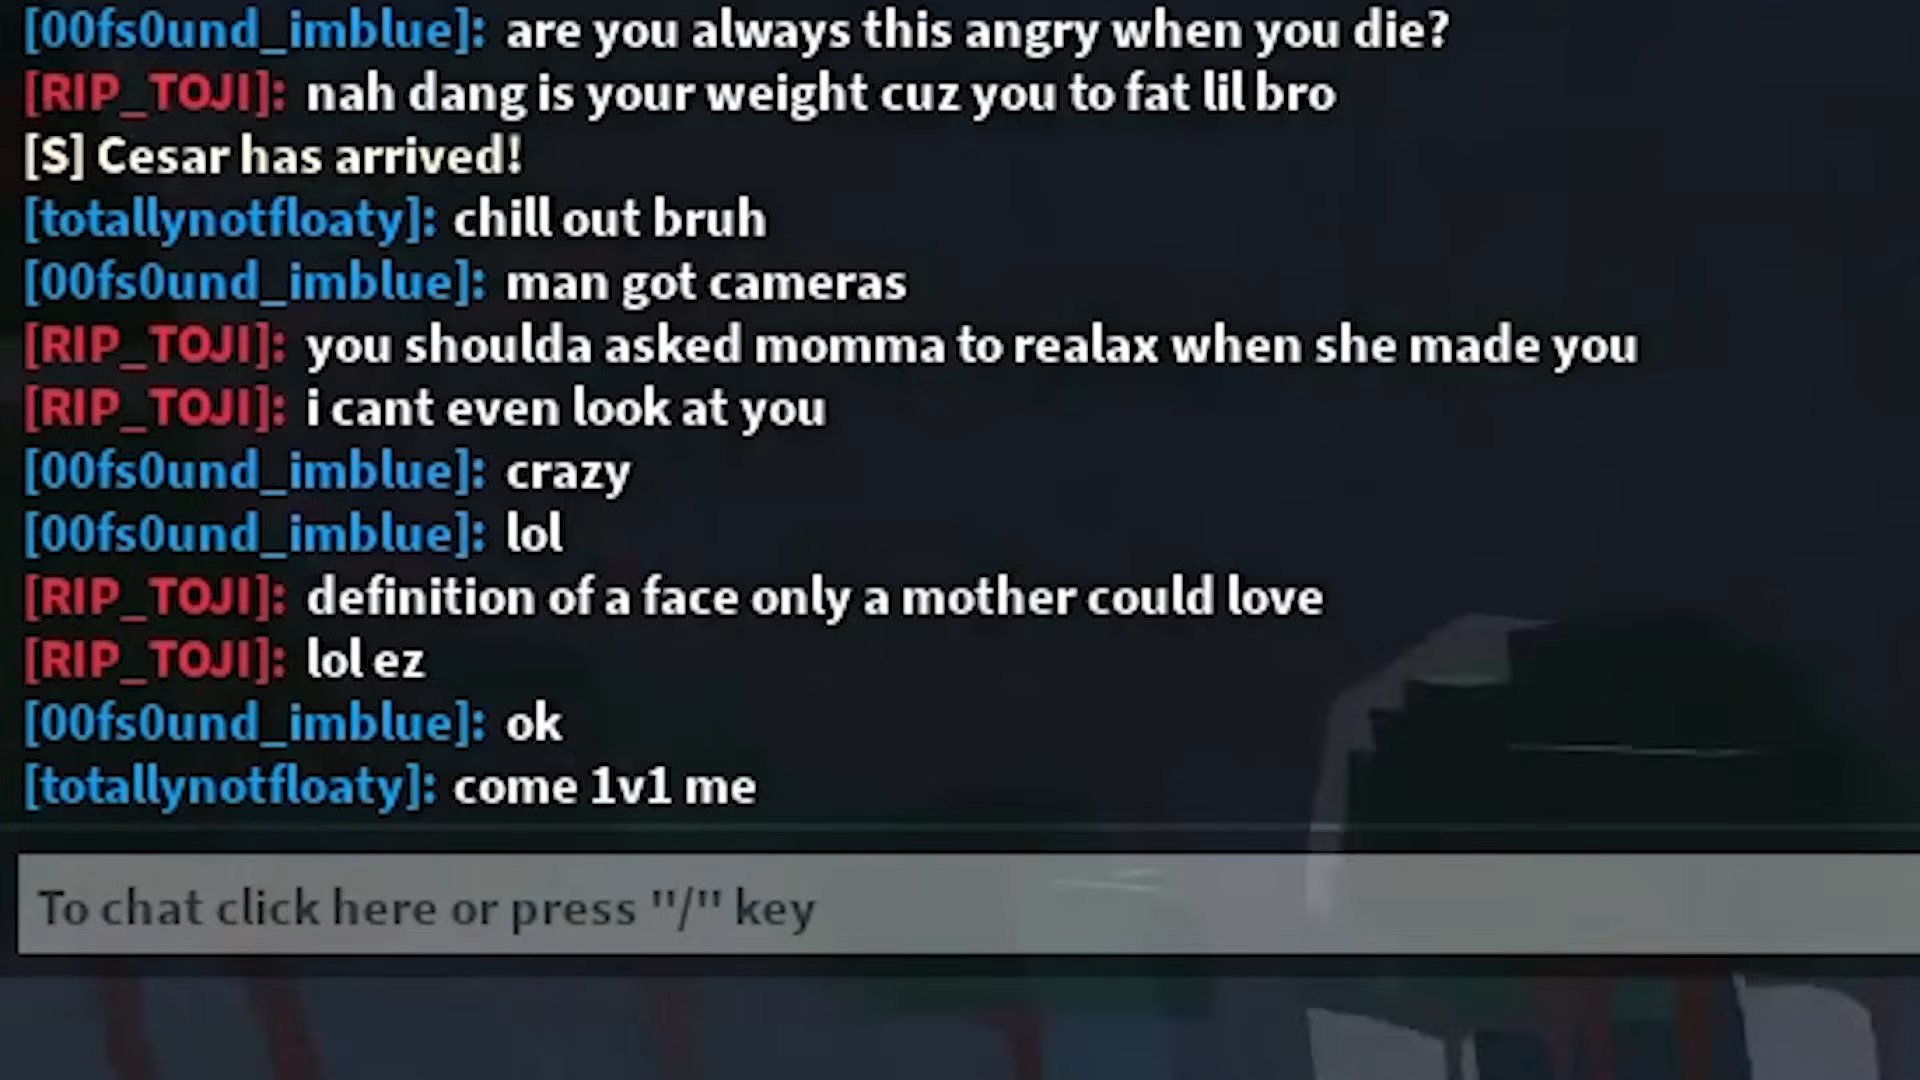 [00fs0und_imblue]: are you always this angry when you die?
[RIP_TOJI]: nah dang is your weight cuz you to fat lil bro
[S] Cesar has arrived!
[totallynotfloaty]: chill out bruh
[00fs0und_imblue]: man got cameras
[RIP_TOJI]: you shoulda asked momma to realax when she made you
[RIP_TOJI]: i cant even look at you
[00fs0und_imblue]: crazy
[00fs0und_imblue]: lol
[RIP_TOJI]: definition of a face only a mother could love
[RIP_TOJI]: lol ez
[00fs0und_imblue]: ok
[totallynotfloaty]: come 1v1 me
To chat click here or press "/" key